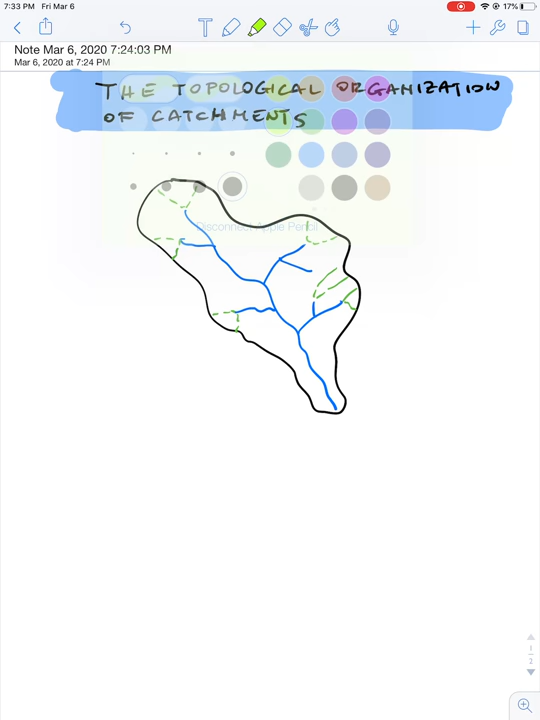 7:33 PM Fri Mar 6
17%
Note Mar 6, 2020 7:24:03 PM
Mar 6, 2020 at 7:24 PM
THE TOPOLOGICAL ORGANIZATION
OF CATCHMENTS
Disconnect Apple Pencil
1
2